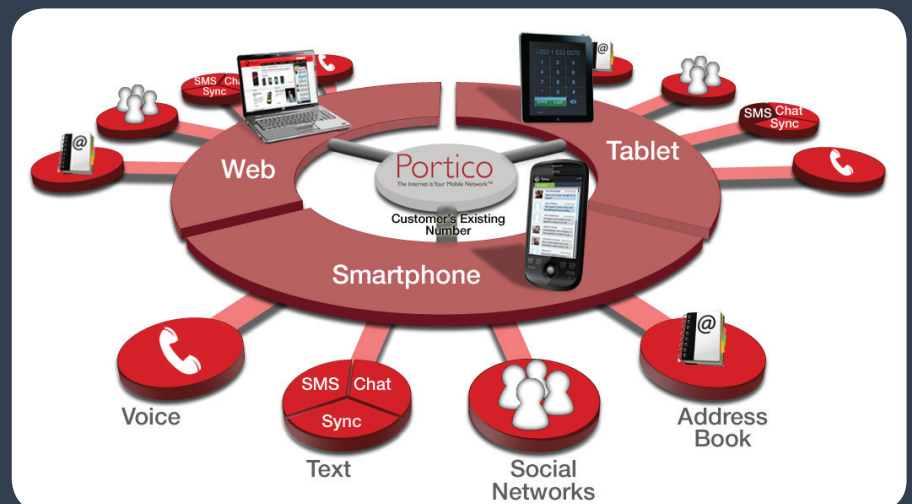 SMS Chat
Sync
@
Web
Portico
The Internet is Your Mobile Network™
Customer's Existing
Number
Tablet
SMS Chat
Sync
Smartphone
@
Voice
SMS Chat
Sync
Text
Social
Networks
Address
Book